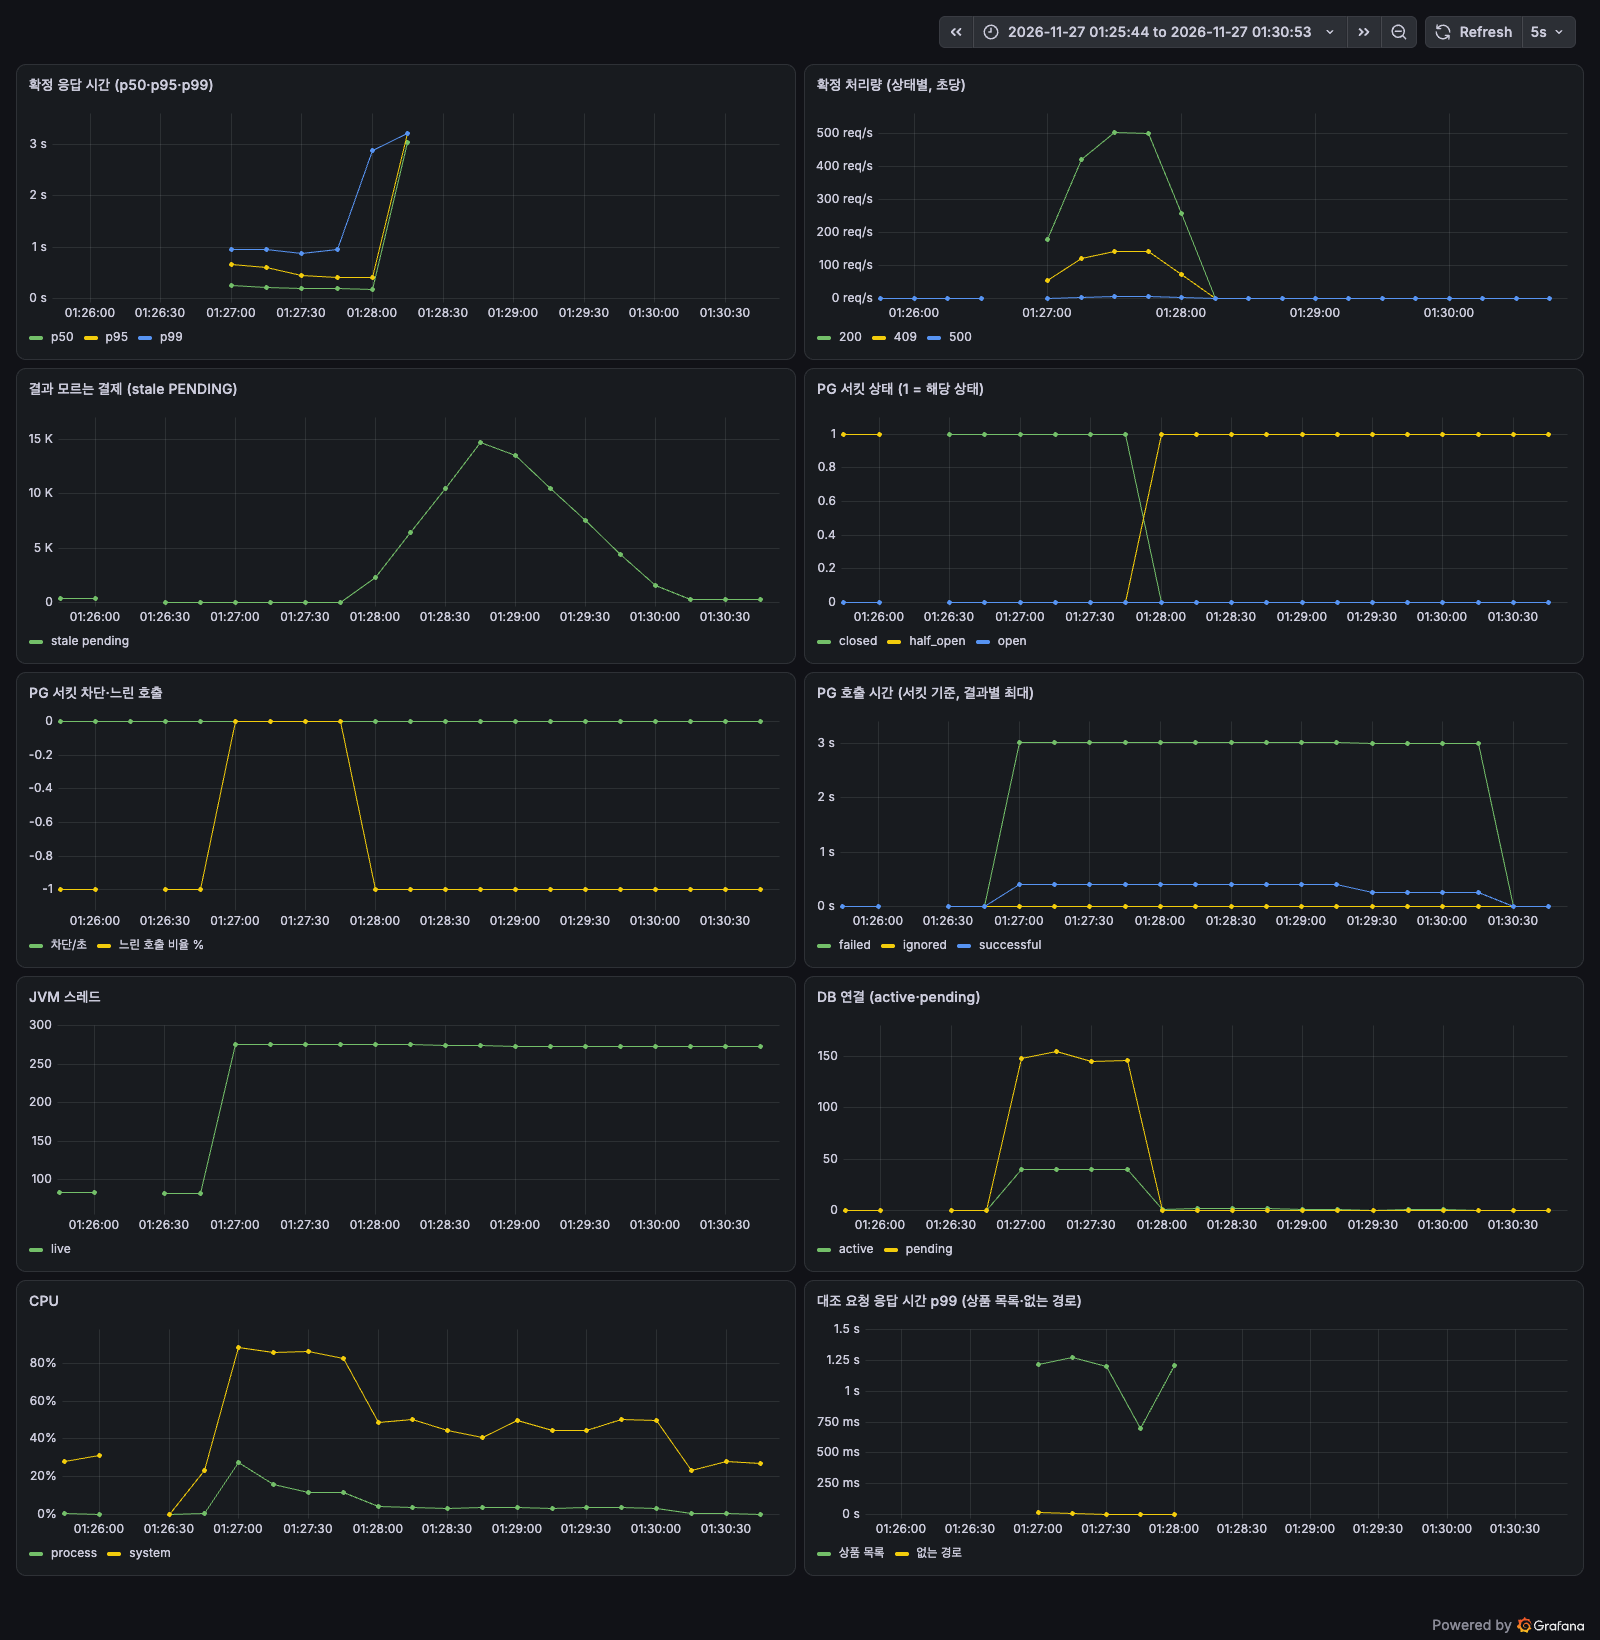 2026-11-27 01:25:44 to 2026-11-27 01:30:53
Refresh
5s
확정 응답 시간 (p50·p95·p99)
3 s
2 s
1 s
0 s
01:26:00 01:26:30 01:27:00 01:27:30 01:28:00 01:28:30 01:29:00 01:29:30 01:30:00 01:30:30
p50 p95 p99
확정 처리량 (상태별, 초당)
500 req/s
400 req/s
300 req/s
200 req/s
100 req/s
0 req/s
01:26:00 01:27:00 01:28:00 01:29:00 01:30:00
200 409 500
결과 모르는 결제 (stale PENDING)
15 K
10 K
5 K
0
01:26:00 01:26:30 01:27:00 01:27:30 01:28:00 01:28:30 01:29:00 01:29:30 01:30:00 01:30:30
stale pending
PG 서킷 상태 (1 = 해당 상태)
1
0.8
0.6
0.4
0.2
0
01:26:00 01:26:30 01:27:00 01:27:30 01:28:00 01:28:30 01:29:00 01:29:30 01:30:00 01:30:30
closed half_open open
PG 서킷 차단·느린 호출
0
-0.2
-0.4
-0.6
-0.8
-1
01:26:00 01:26:30 01:27:00 01:27:30 01:28:00 01:28:30 01:29:00 01:29:30 01:30:00 01:30:30
차단/초 느린 호출 비율 %
PG 호출 시간 (서킷 기준, 결과별 최대)
3 s
2 s
1 s
0 s
01:26:00 01:26:30 01:27:00 01:27:30 01:28:00 01:28:30 01:29:00 01:29:30 01:30:00 01:30:30
failed ignored successful
JVM 스레드
300
250
200
150
100
01:26:00 01:26:30 01:27:00 01:27:30 01:28:00 01:28:30 01:29:00 01:29:30 01:30:00 01:30:30
live
DB 연결 (active·pending)
150
100
50
0
01:26:00 01:26:30 01:27:00 01:27:30 01:28:00 01:28:30 01:29:00 01:29:30 01:30:00 01:30:30
active pending
CPU
80%
60%
40%
20%
0%
01:26:00 01:26:30 01:27:00 01:27:30 01:28:00 01:28:30 01:29:00 01:29:30 01:30:00 01:30:30
process system
대조 요청 응답 시간 p99 (상품 목록·없는 경로)
1.5 s
1.25 s
1 s
750 ms
500 ms
250 ms
0 s
01:26:00 01:26:30 01:27:00 01:27:30 01:28:00 01:28:30 01:29:00 01:29:30 01:30:00 01:30:30
상품 목록 없는 경로
Powered by Grafana